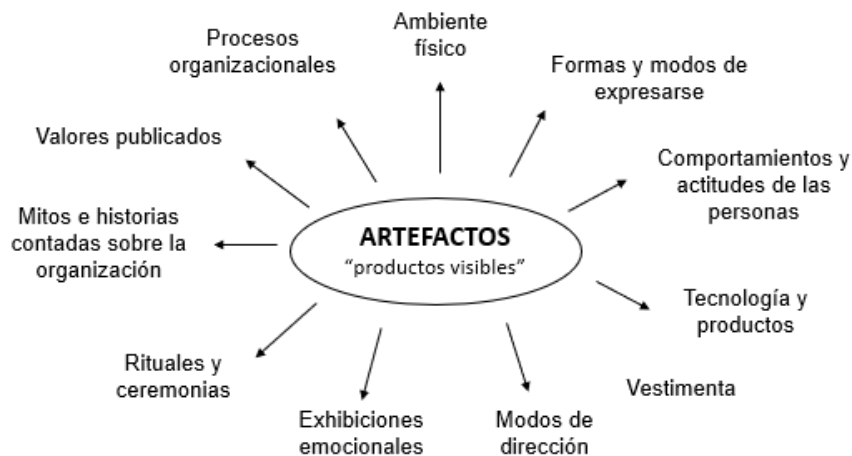 Ambiente
físico
Procesos
organizacionales
Formas y modos de
expresarse
Valores publicados
Comportamientos y
actitudes de las
personas
Mitos e historias
contadas sobre la
organización
ARTEFACTOS
“productos visibles”
Tecnología y
productos
Rituales y
ceremonias
Vestimenta
Exhibiciones
emocionales
Modos de
dirección